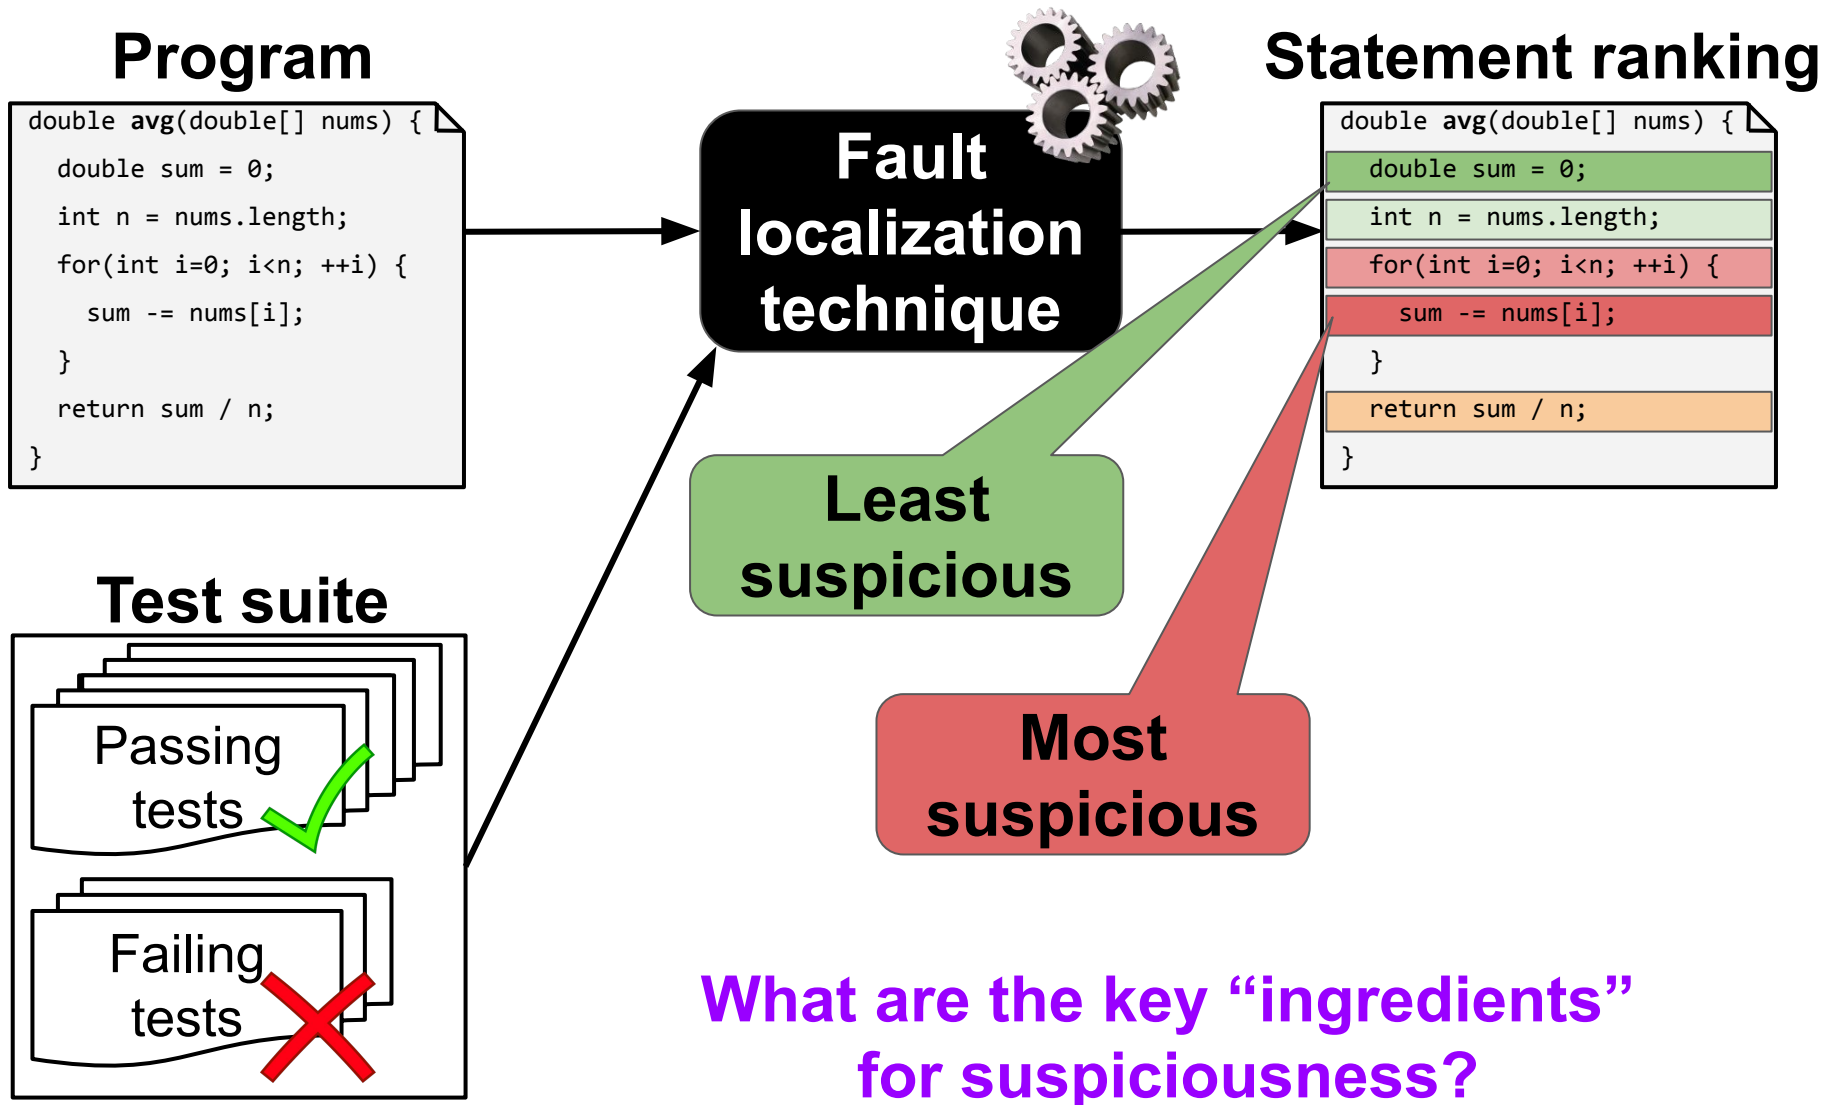 Program
double avg(double[] nums) {
double sum = 0;
int n = nums.length;
for(int i=0; i<n; ++i) {
sum -= nums[i];
}
return sum / n;
}
Test suite
Passing
tests
Failing
tests
Fault
localization
technique
Least
suspicious
Most
suspicious
Statement ranking
double avg(double[] nums) {
double sum = 0;
int n = nums.length;
for(int i=0; i<n; ++i) {
sum -= nums[i];
}
return sum / n;
}
What are the key “ingredients”
for suspiciousness?